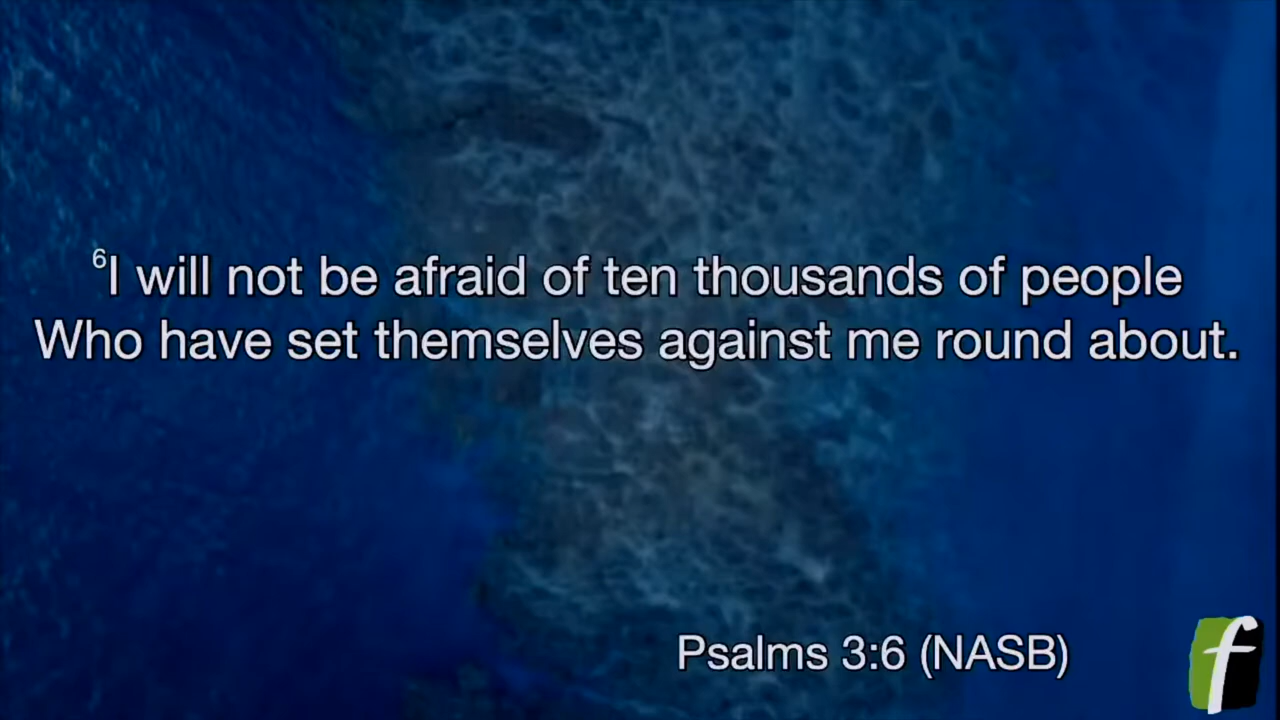 ⁶I will not be afraid of ten thousands of people
Who have set themselves against me round about.
Psalms 3:6 (NASB)
f